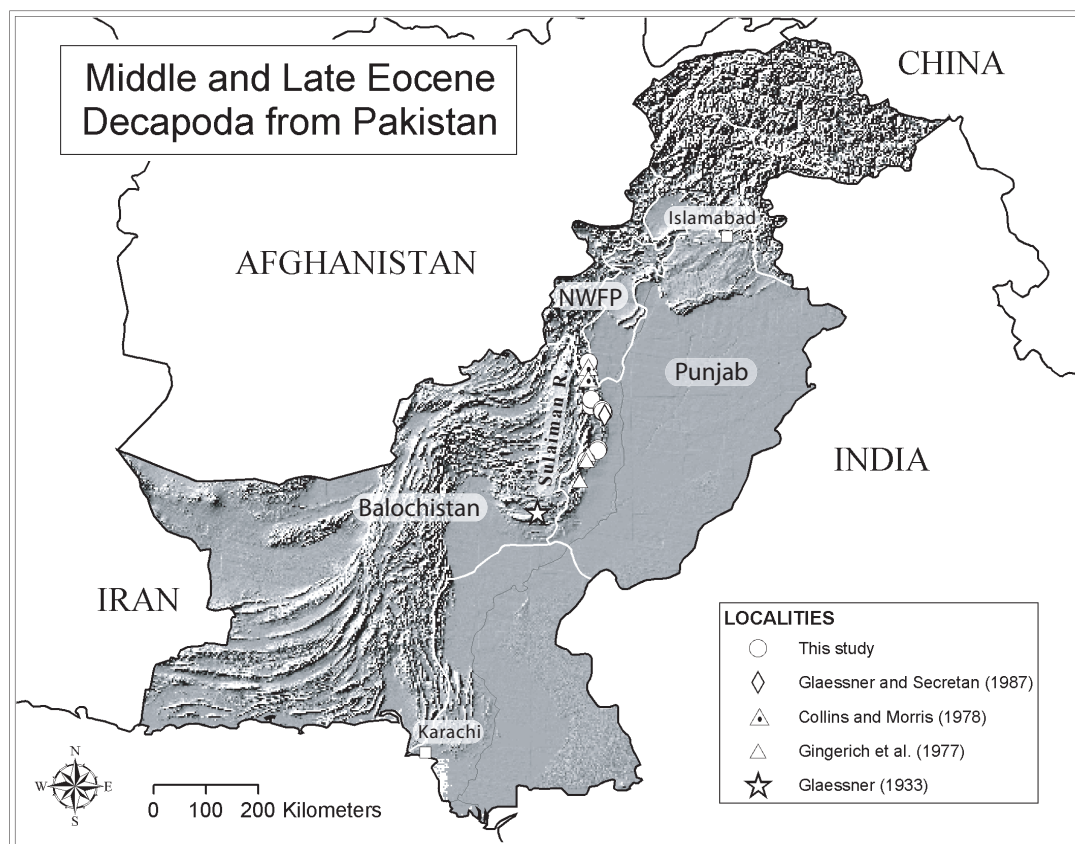 Middle and Late Eocene
Decapoda from Pakistan
CHINA
Islamabad
AFGHANISTAN
NWFP
Punjab
Sulaiman R.
INDIA
Balochistan
IRAN
LOCALITIES
This study
Glaessner and Secretan (1987)
Collins and Morris (1978)
Gingerich et al. (1977)
Glaessner (1933)
Karachi
N
W E
S
0 100 200 Kilometers